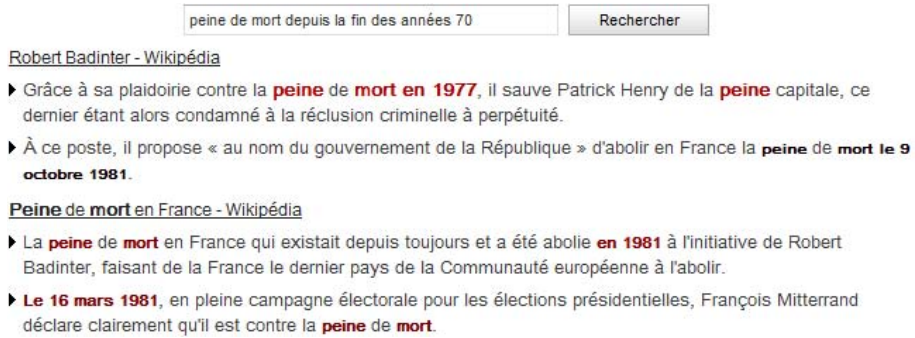 peine de mort depuis la fin des années 70 Rechercher
Robert Badinter - Wikipédia
Grâce à sa plaidoirie contre la peine de mort en 1977, il sauve Patrick Henry de la peine capitale, ce
dernier étant alors condamné à la réclusion criminelle à perpétuité.
À ce poste, il propose « au nom du gouvernement de la République » d'abolir en France la peine de mort le 9
octobre 1981.
Peine de mort en France - Wikipédia
La peine de mort en France qui existait depuis toujours et a été abolie en 1981 à l'initiative de Robert
Badinter, faisant de la France le dernier pays de la Communauté européenne à l'abolir.
Le 16 mars 1981, en pleine campagne électorale pour les élections présidentielles, François Mitterrand
déclare clairement qu'il est contre la peine de mort.